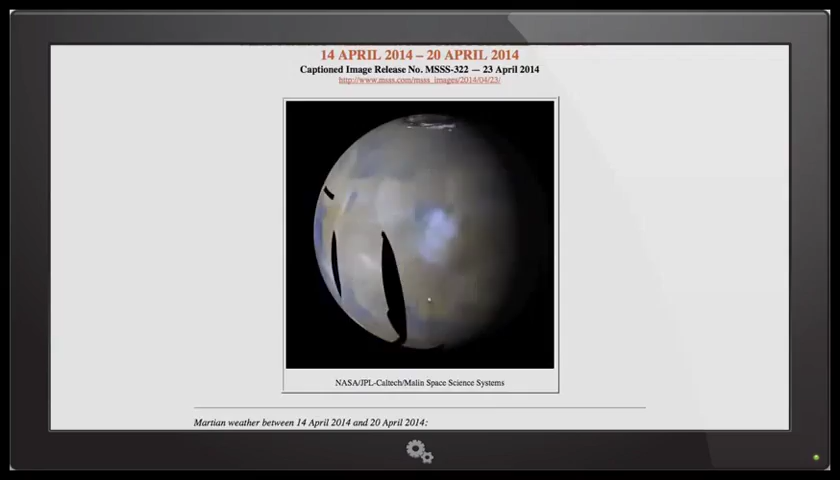 14 APRIL 2014 – 20 APRIL 2014
Captioned Image Release No. MSSS-322 — 23 April 2014
http://www.msss.com/msss_images/2014/04/23/
NASA/JPL-Caltech/Malin Space Science Systems
Martian weather between 14 April 2014 and 20 April 2014: